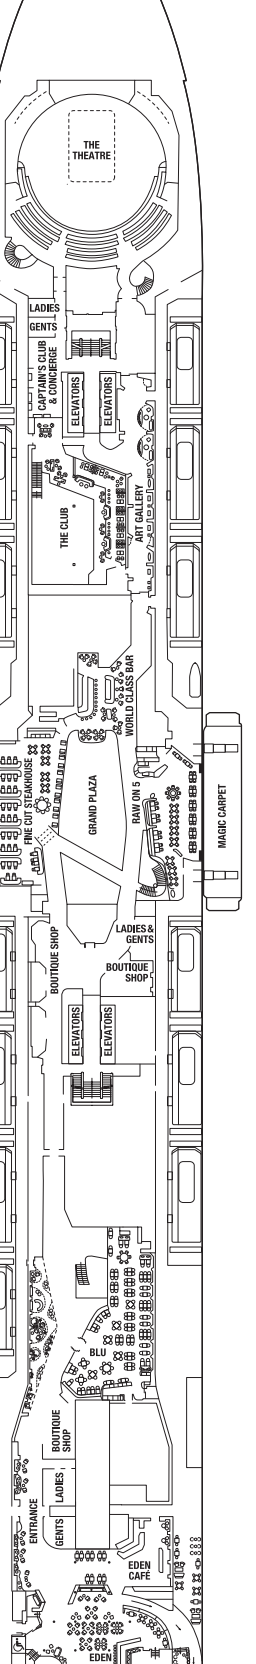 THE
THEATRE
LADIES
GENTS
CAPTAIN'S CLUB
& CONCIERGE
ELEVATORS
ELEVATORS
THE CLUB
ART GALLERY
WORLD CLASS BAR
FINE CUT STEAKHOUSE
GRAND PLAZA
RAW ON 5
MAGIC CARPET
BOUTIQUE SHOP
LADIES &
GENTS
BOUTIQUE
SHOP
ELEVATORS
ELEVATORS
BLU
BOUTIQUE
SHOP
LADIES
GENTS
ENTRANCE
EDEN
CAFÉ
EDEN